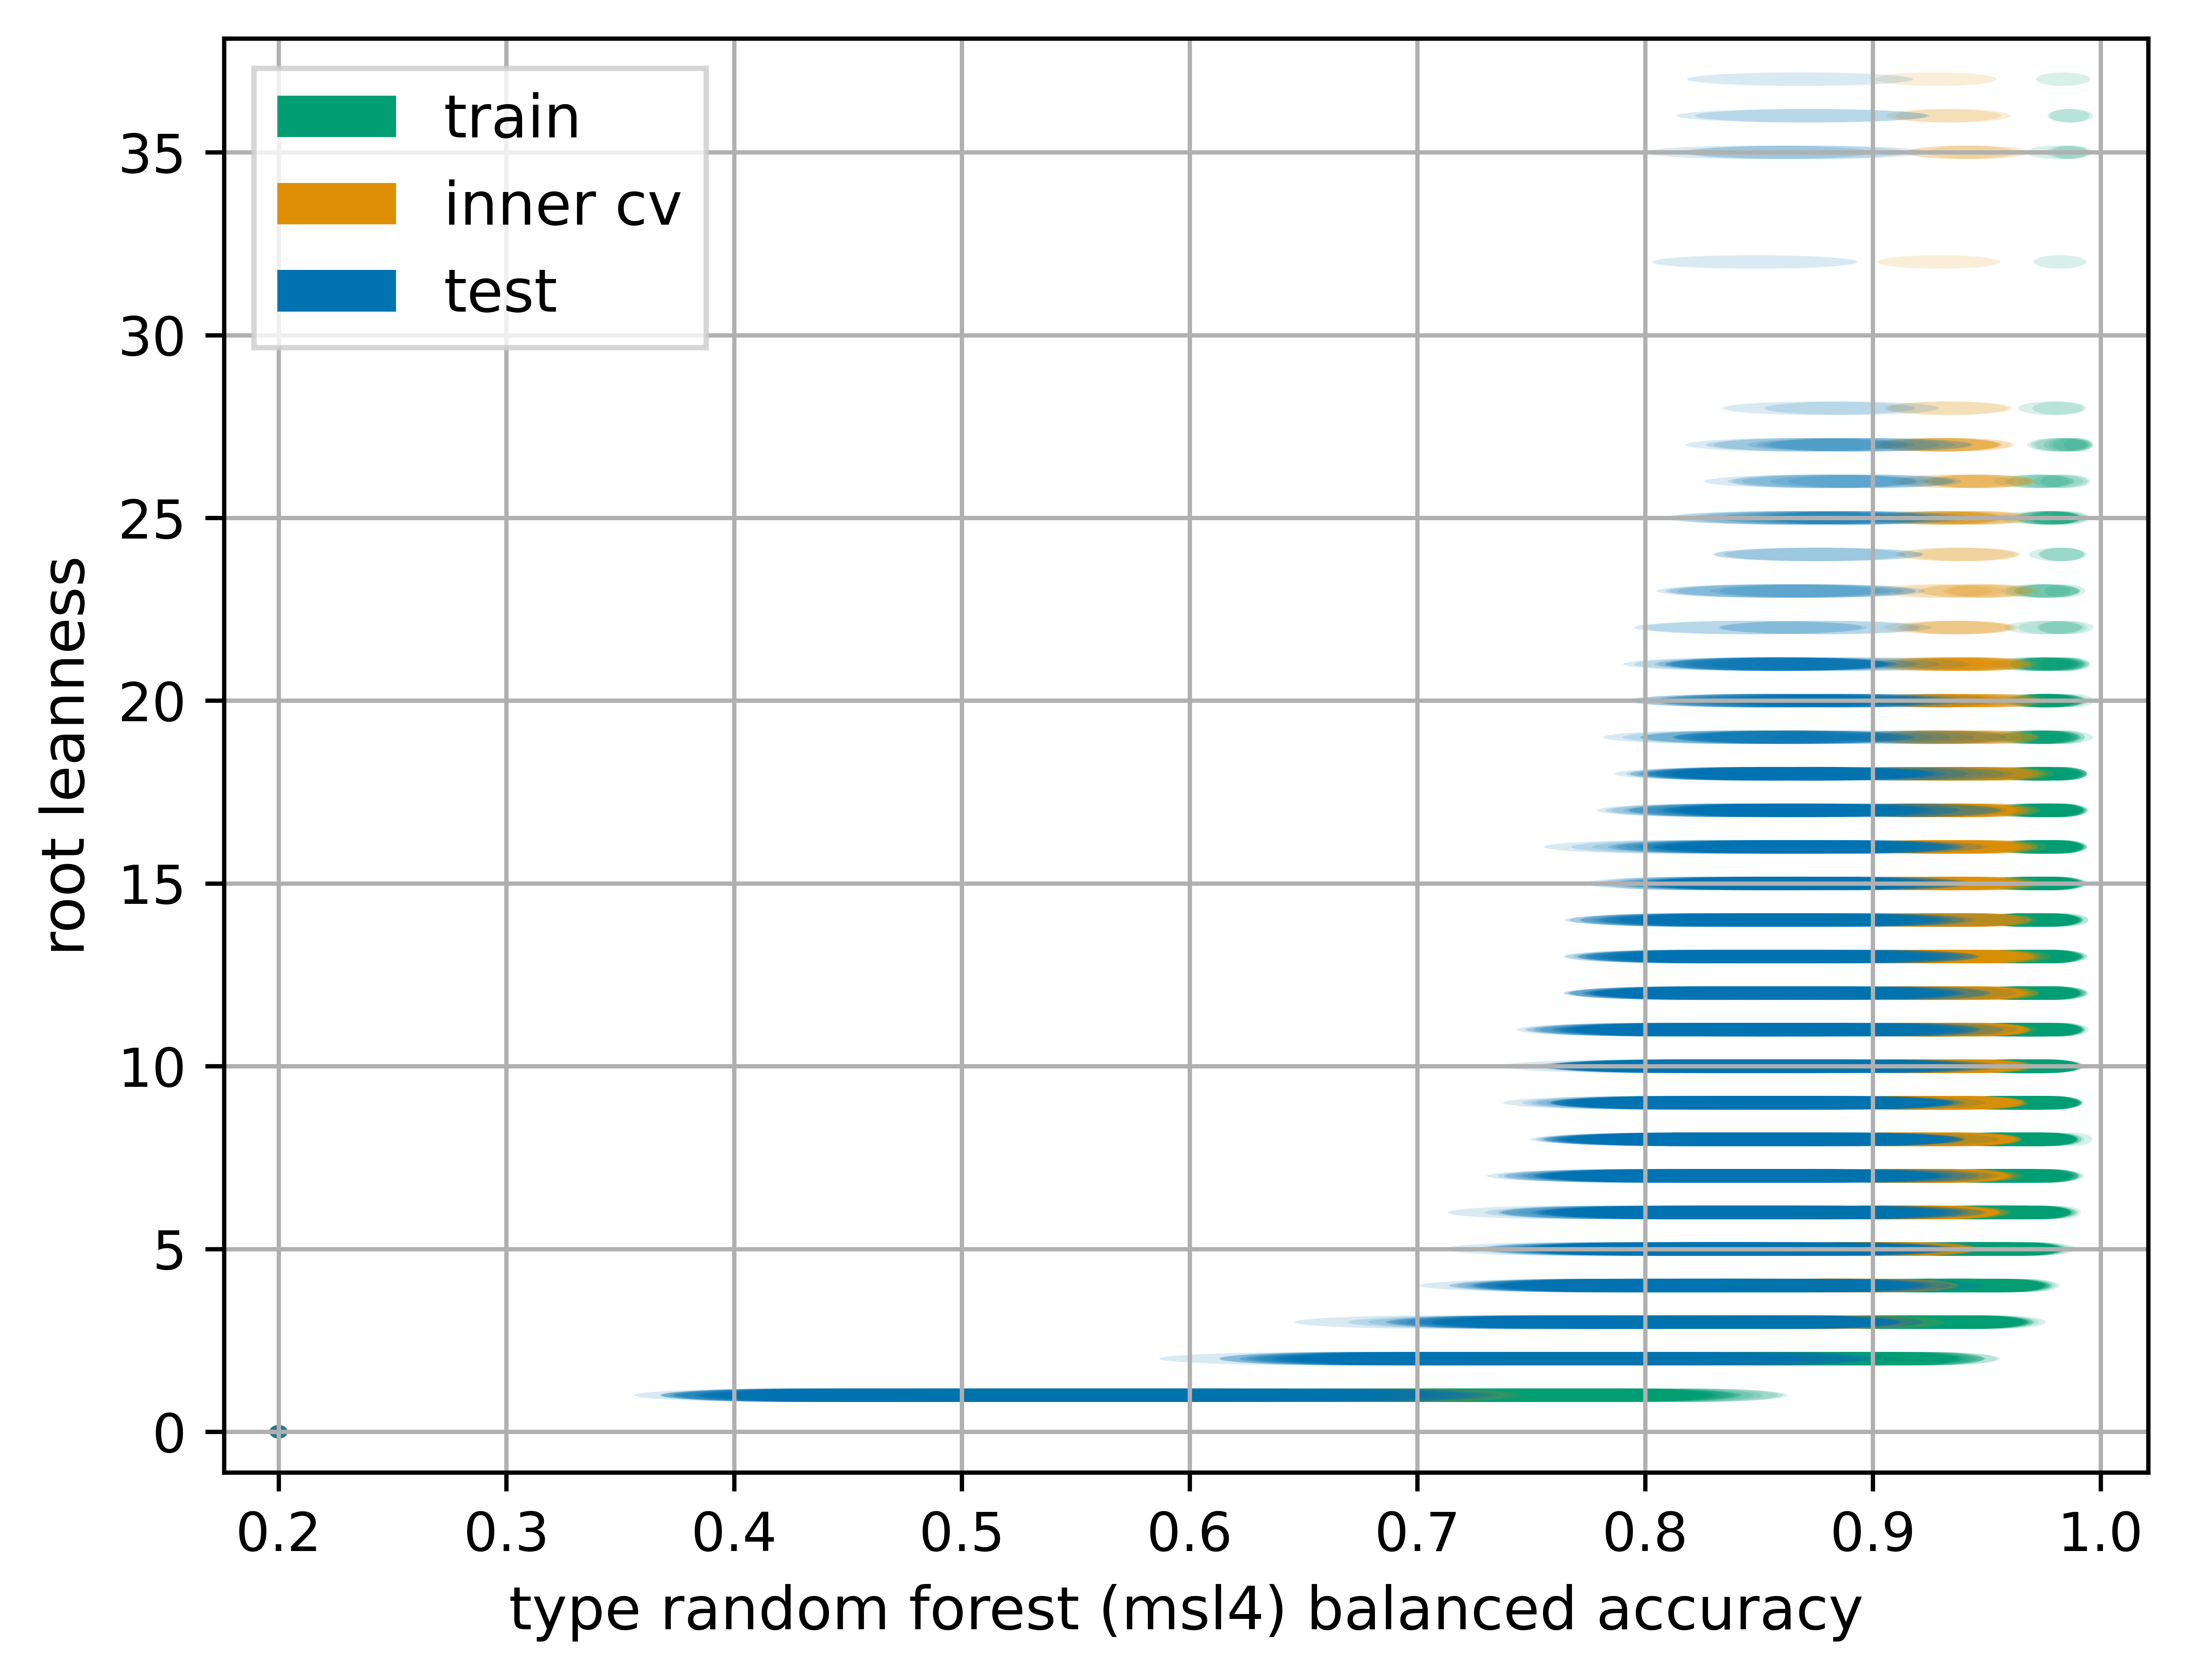 train
inner cv
test
root leanness
35
30
25
20
15
10
5
0
0.2 0.3 0.4 0.5 0.6 0.7 0.8 0.9 1.0
type random forest (msl4) balanced accuracy